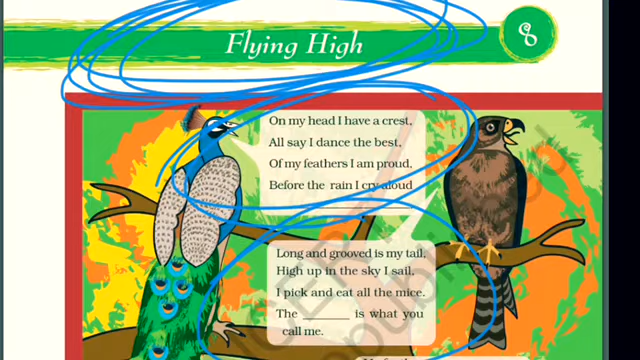 Flying High
8
On my head I have a crest,
All say I dance the best,
Of my feathers I am proud,
Before the rain I cry aloud
Long and grooved is my tail,
High up in the sky I sail,
I pick and eat all the mice.
The _______ is what you
call me.